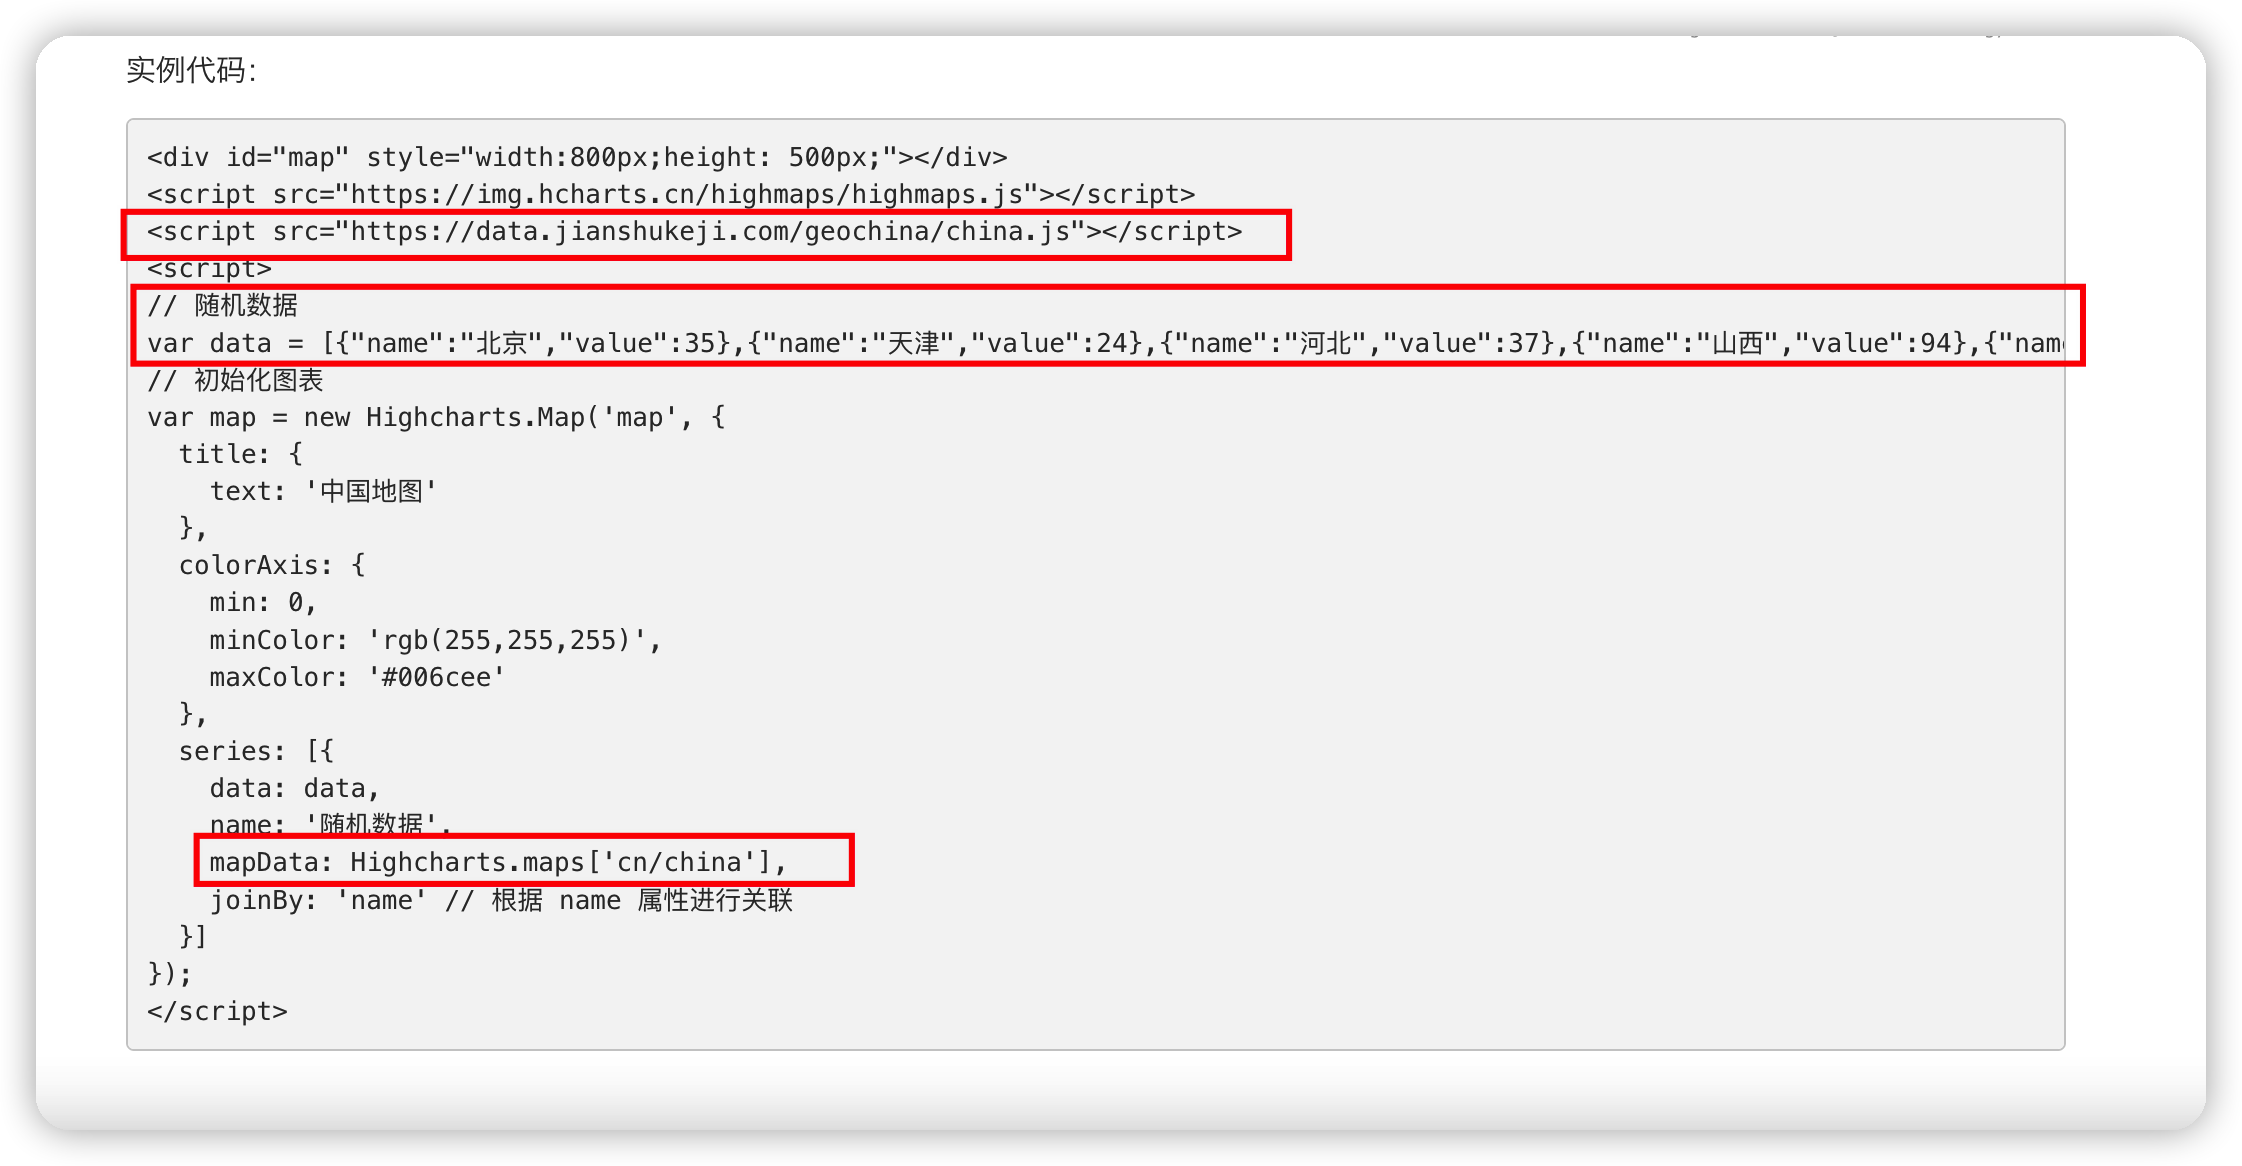 实例代码：
<div id="map" style="width:800px;height: 500px;"></div>
<script src="https://img.hcharts.cn/highmaps/highmaps.js"></script>
<script src="https://data.jianshukeji.com/geochina/china.js"></script>
<script>
// 随机数据
var data = [{"name":"北京","value":35},{"name":"天津","value":24},{"name":"河北","value":37},{"name":"山西","value":94},{"nam
// 初始化图表
var map = new Highcharts.Map('map', {
  title: {
    text: '中国地图'
  },
  colorAxis: {
    min: 0,
    minColor: 'rgb(255,255,255)',
    maxColor: '#006cee'
  },
  series: [{
    data: data,
    name: '随机数据',
    mapData: Highcharts.maps['cn/china'],
    joinBy: 'name' // 根据 name 属性进行关联
  }]
});
</script>